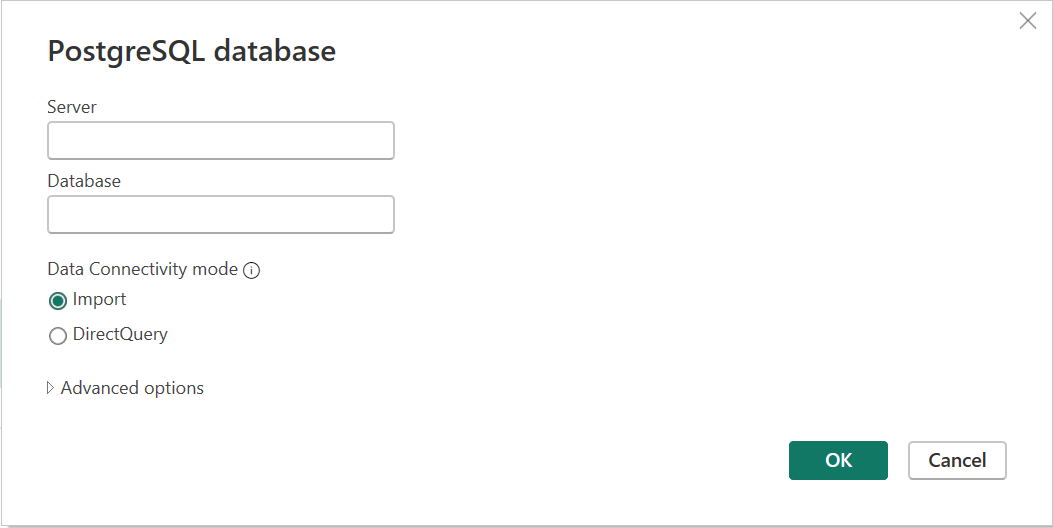 PostgreSQL database
Server
Database
Data Connectivity mode
Import
DirectQuery
Advanced options
OK Cancel